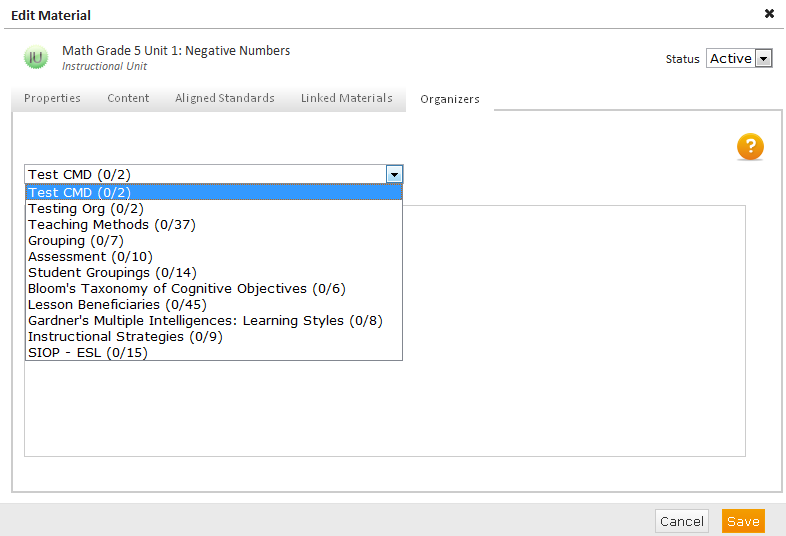 Edit Material
IU
Math Grade 5 Unit 1: Negative Numbers
Instructional Unit
Status Active
Properties Content Aligned Standards Linked Materials Organizers
?
Test CMD (0/2)
Test CMD (0/2)
Testing Org (0/2)
Teaching Methods (0/37)
Grouping (0/7)
Assessment (0/10)
Student Groupings (0/14)
Bloom's Taxonomy of Cognitive Objectives (0/6)
Lesson Beneficiaries (0/45)
Gardner's Multiple Intelligences: Learning Styles (0/8)
Instructional Strategies (0/9)
SIOP - ESL (0/15)
Cancel Save